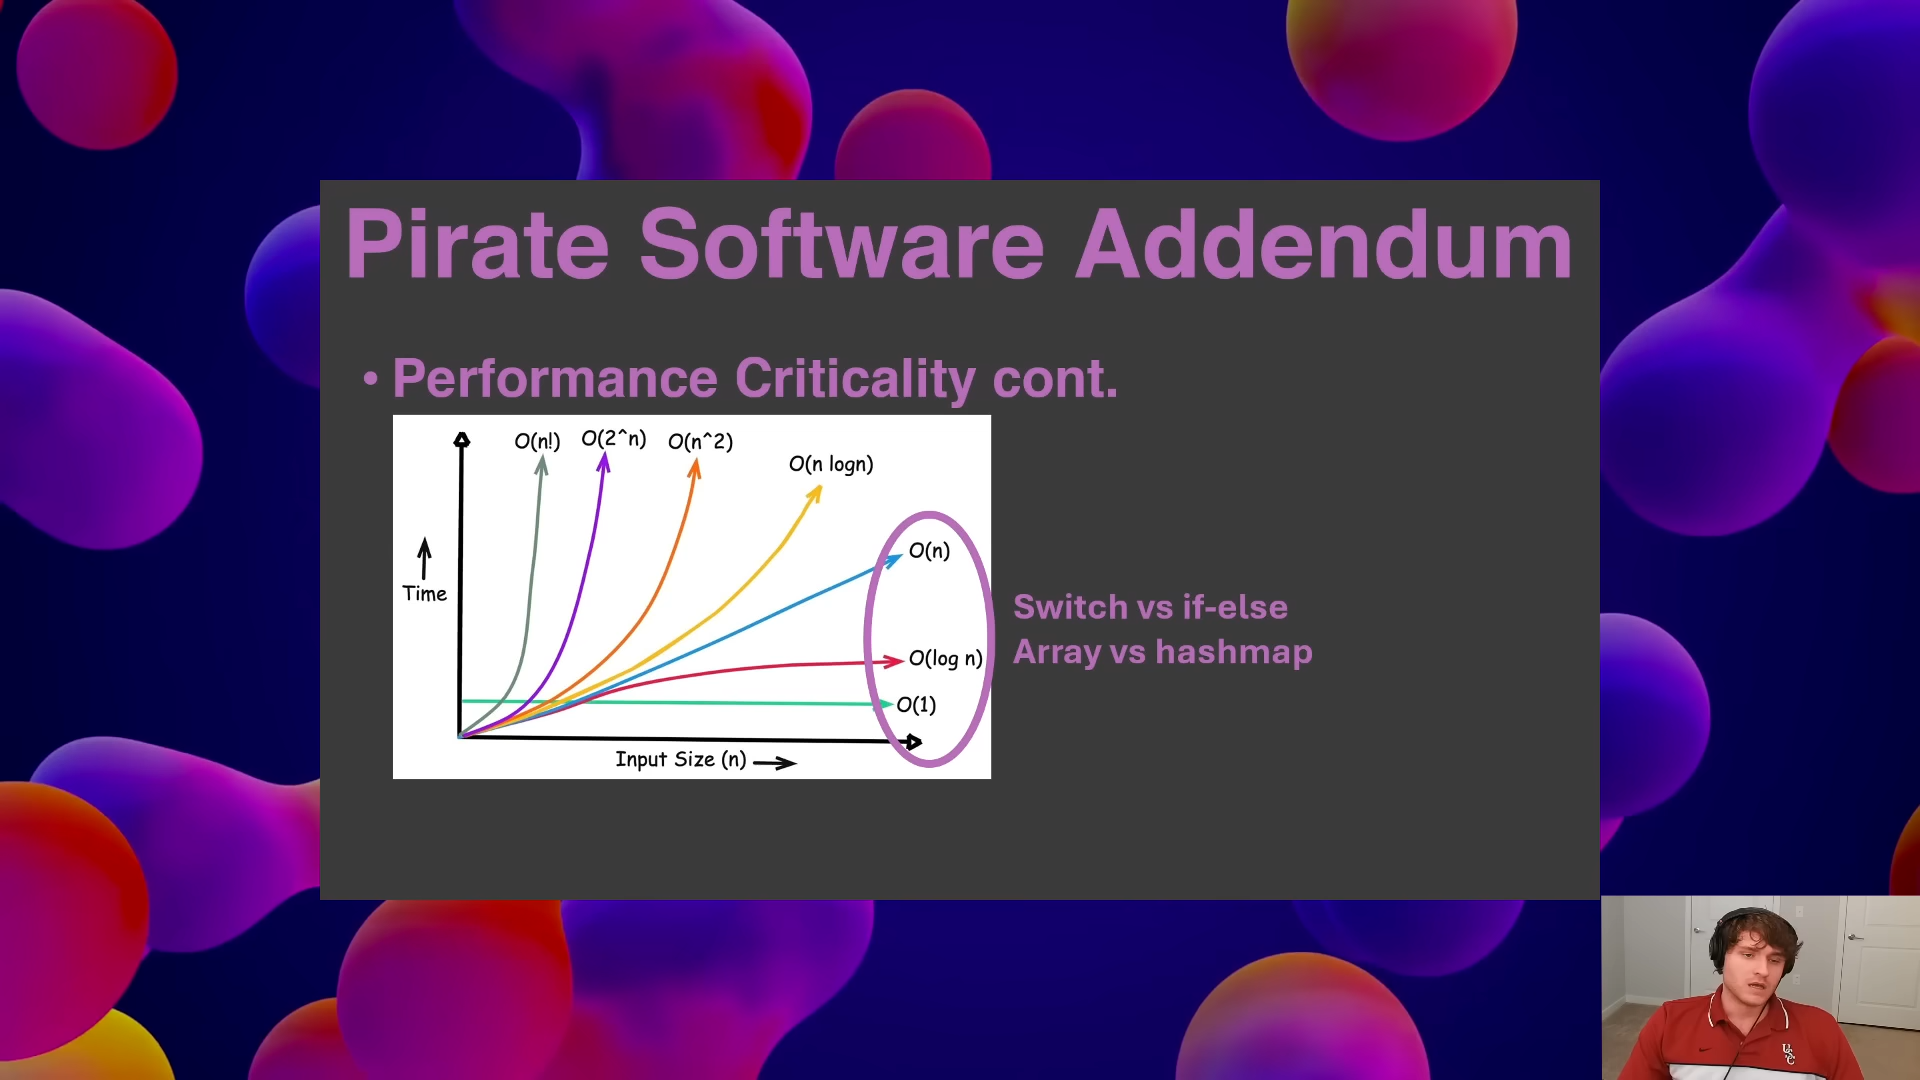 Pirate Software Addendum
• Performance Criticality cont.
O(n!) O(2^n) O(n^2)
O(n logn)
O(n)
Time
O(log n)
O(1)
Input Size (n)
Switch vs if-else
Array vs hashmap
USC